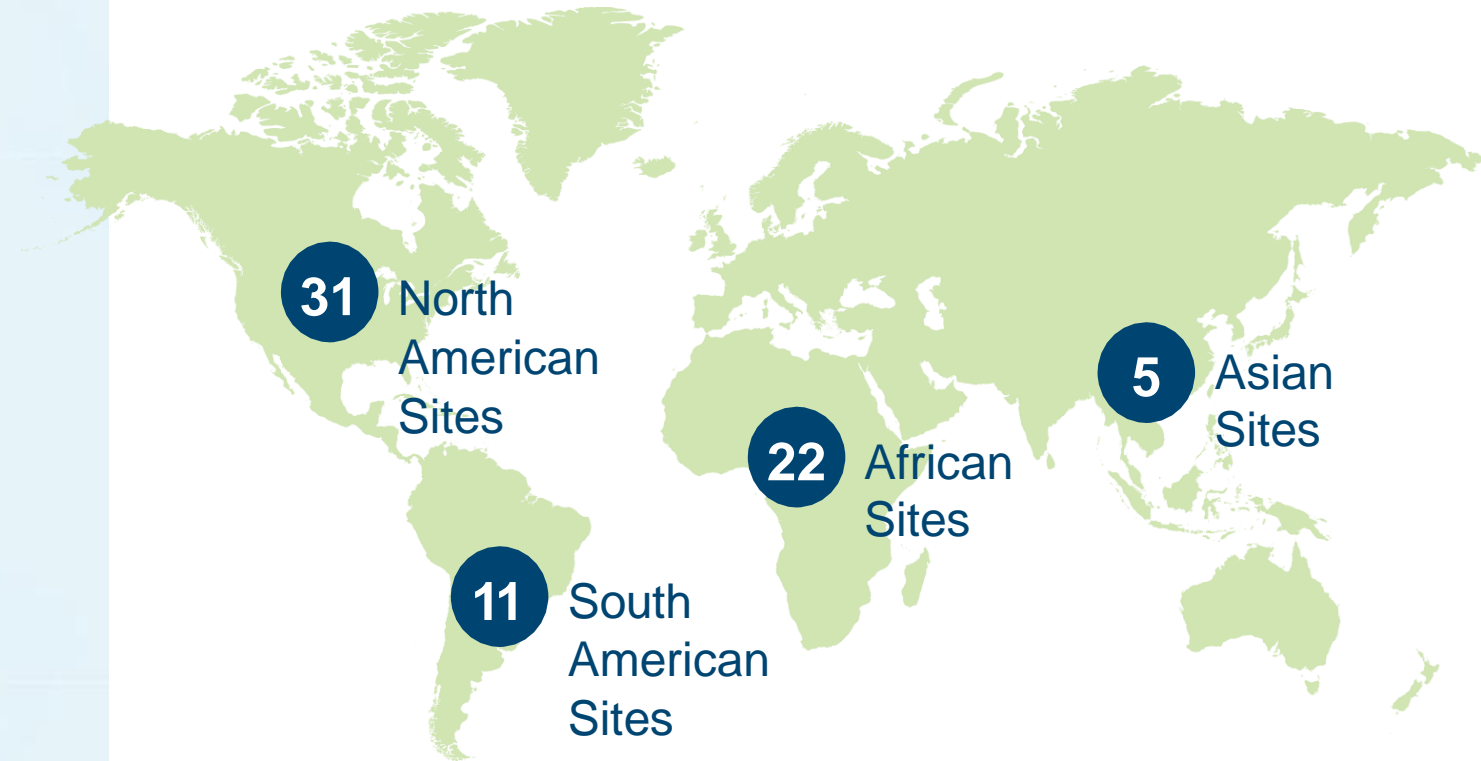 31
North
American
Sites
5
Asian
Sites
22
African
Sites
11
South
American
Sites